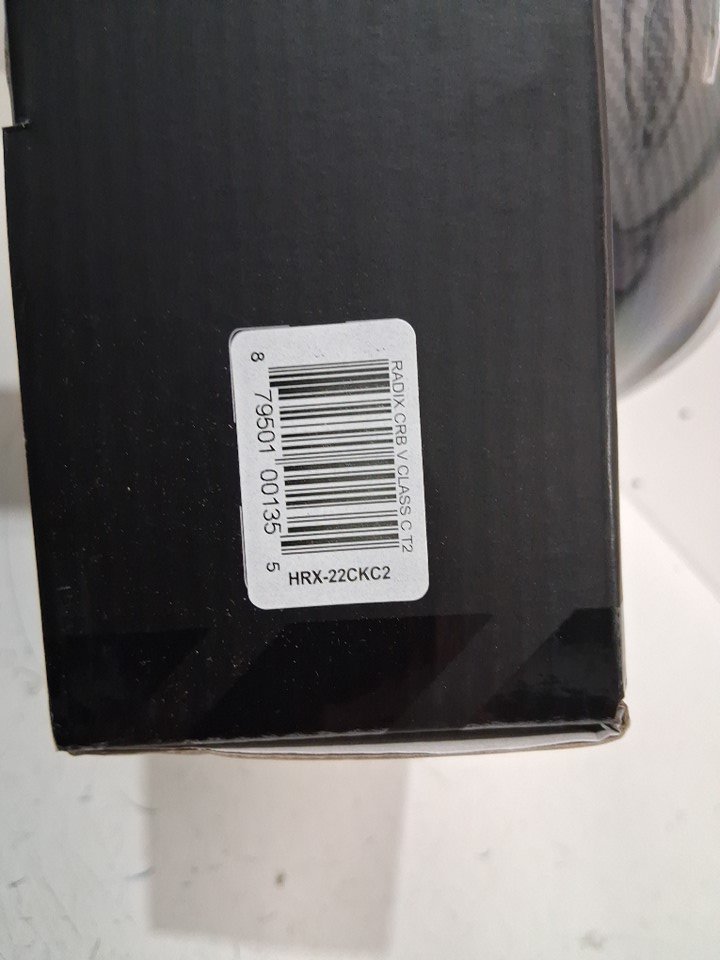 RADIX CRB V CLASS C T2
8 79501 00135 5
HRX-22CKC2